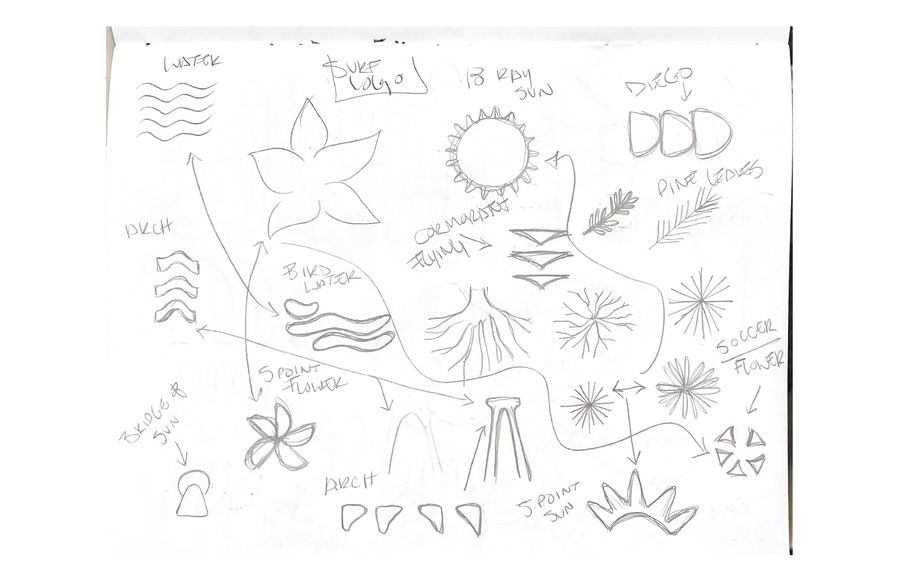 WATER
SURF
LOGO
18 RAY
SUN
DIEGO
PINE LEAVES
ARCH
CORMORANT
FLYING
BIRD
WATER
5 POINT
FLOWER
SOCCER
FLOWER
BRIDGE &
SUN
ARCH
5 POINT
SUN